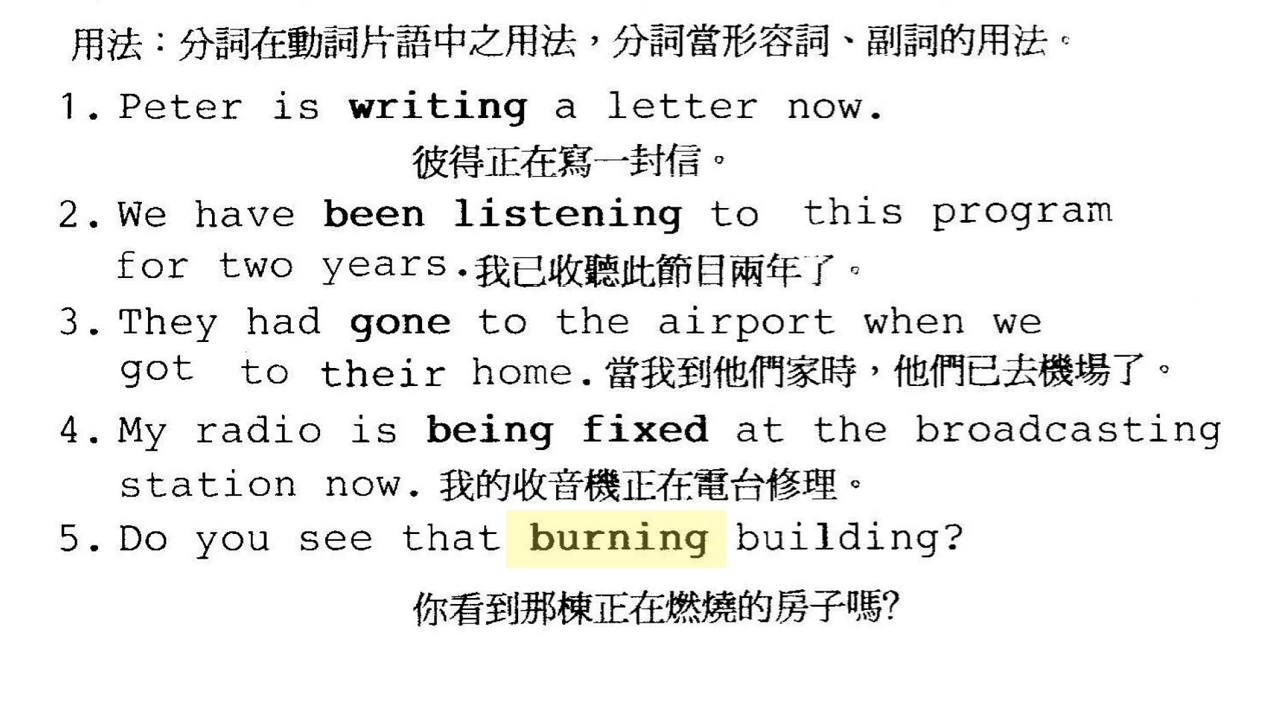 用法：分詞在動詞片語中之用法，分詞當形容詞、副詞的用法。
1. Peter is writing a letter now.
彼得正在寫一封信。
2. We have been listening to this program
for two years.我已收聽此節目兩年了。
3. They had gone to the airport when we
got to their home.當我到他們家時，他們已去機場了。
4. My radio is being fixed at the broadcasting
station now. 我的收音機正在電台修理。
5. Do you see that burning building?
你看到那棟正在燃燒的房子嗎?